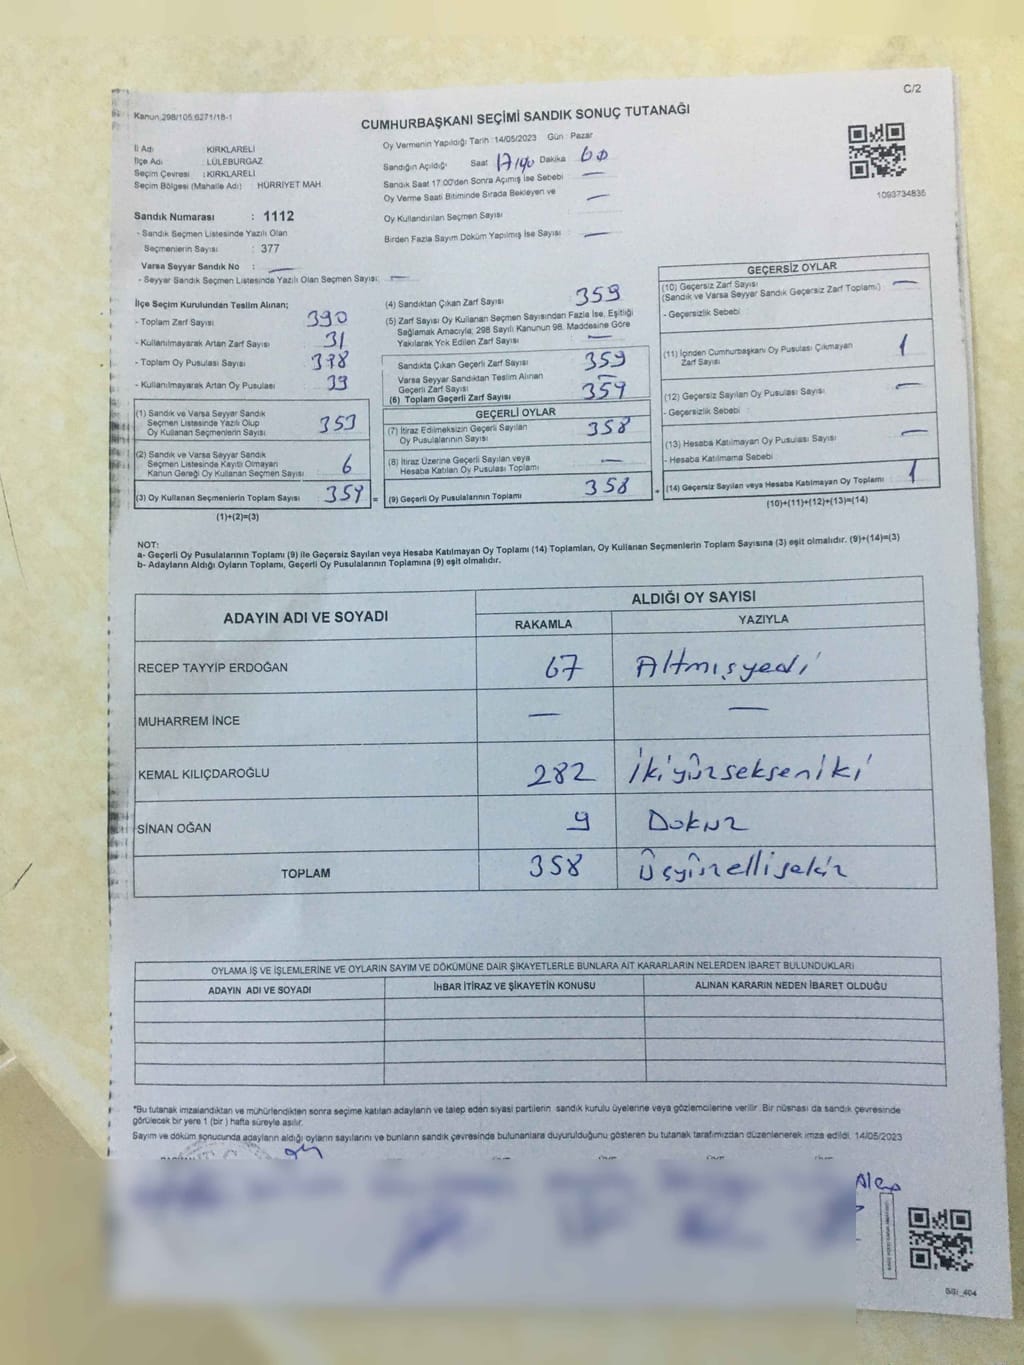 C/2
Kanun.298/105;6271/18-1
CUMHURBAŞKANI SEÇİMİ SANDIK SONUÇ TUTANAĞI
İl Adı : KIRKLARELİ
İlçe Adı : LÜLEBURGAZ
Seçim Çevresi : KIRKLARELİ
Seçim Bölgesi (Mahalle Adı) : HÜRRİYET MAH.
Sandık Numarası : 1112
- Sandık Seçmen Listesinde Yazılı Olan
Seçmenlerin Sayısı : 377
Varsa Seyyar Sandık No : —
- Seyyar Sandık Seçmen Listesinde Yazılı Olan Seçmen Sayısı: —
Oy Vermenin Yapıldığı Tarih :14/05/2023 Gün : Pazar
Sandığın Açıldığı Saat Dakika
Sandık Saat 17:00'den Sonra Açımış İse Sebebi —
Oy Verme Saati Bitiminde Sırada Bekleyen ve —
Oy Kullandırılan Seçmen Sayısı
Birden Fazla Sayım Döküm Yapılmış İse Sayısı —
1093734835
İlçe Seçim Kurulundan Teslim Alınan;
- Toplam Zarf Sayısı 390
- Kullanılmayarak Artan Zarf Sayısı 31
- Toplam Oy Pusulası Sayısı
- Kullanılmayarak Artan Oy Pusulası
(1) Sandık ve Varsa Seyyar Sandık
Seçmen Listesinde Yazılı Olup
Oy Kullanan Seçmenlerin Sayısı 353
(2) Sandık ve Varsa Seyyar Sandık
Seçmen Listesinde Kayıtlı Olmayan
Kanun Gereği Oy Kullanan Seçmen Sayısı 6
(3) Oy Kullanan Seçmenlerin Toplam Sayısı 359 =
(1)+(2)=(3)
(4) Sandıktan Çıkan Zarf Sayısı 359
(5) Zarf Sayısı Oy Kullanan Seçmen Sayısından Fazla İse, Eşitliği
Sağlamak Amacıyla; 298 Sayılı Kanunun 98. Maddesine Göre
Yakılarak Yok Edilen Zarf Sayısı —
Sandıkta Çıkan Geçerli Zarf Sayısı 359
Varsa Seyyar Sandıktan Teslim Alınan
Geçerli Zarf Sayısı —
(6) Toplam Geçerli Zarf Sayısı 359
GEÇERLİ OYLAR
(7) İtiraz Edilmeksizin Geçerli Sayılan
Oy Pusulalarının Sayısı 358
(8) İtiraz Üzerine Geçerli Sayılan veya
Hesaba Katılan Oy Pusulası Toplamı —
(9) Geçerli Oy Pusulalarının Toplamı 358 +
GEÇERSİZ OYLAR
(10) Geçersiz Zarf Sayısı —
(Sandık ve Varsa Seyyar Sandık Geçersiz Zarf Toplamı)
- Geçersizlik Sebebi
(11) İçinden Cumhurbaşkanı Oy Pusulası Çıkmayan
Zarf Sayısı 1
(12) Geçersiz Sayılan Oy Pusulası Sayısı —
- Geçersizlik Sebebi
(13) Hesaba Katılmayan Oy Pusulası Sayısı —
- Hesaba Katılmama Sebebi
(14) Geçersiz Sayılan veya Hesaba Katılmayan Oy Toplamı 1
(10)+(11)+(12)+(13)=(14)
NOT:
a- Geçerli Oy Pusulalarının Toplamı (9) ile Geçersiz Sayılan veya Hesaba Katılmayan Oy Toplamı (14) Toplamları, Oy Kullanan Seçmenlerin Toplam Sayısına (3) eşit olmalıdır. (9)+(14)=(3)
b- Adayların Aldığı Oyların Toplamı, Geçerli Oy Pusulalarının Toplamına (9) eşit olmalıdır.
ADAYIN ADI VE SOYADI ALDIĞI OY SAYISI
RAKAMLA YAZIYLA
RECEP TAYYİP ERDOĞAN 67 Altmışyedi
MUHARREM İNCE — —
KEMAL KILIÇDAROĞLU 282 İkiyüzsekseniki
SİNAN OĞAN 9 Dokuz
TOPLAM 358 Üçyüzellisekiz
OYLAMA İŞ VE İŞLEMLERİNE VE OYLARIN SAYIM VE DÖKÜMÜNE DAİR ŞİKAYETLERLE BUNLARA AİT KARARLARIN NELERDEN İBARET BULUNDUKLARI
ADAYIN ADI VE SOYADI İHBAR İTİRAZ VE ŞİKAYETİN KONUSU ALINAN KARARIN NEDEN İBARET OLDUĞU
*Bu tutanak imzalandıktan ve mühürlendikten sonra seçime katılan adayların ve talep eden siyasi partilerin sandık kurulu üyelerine veya gözlemcilerine verilir. Bir nüshası da sandık çevresinde
görülecek bir yere 1 (bir) hafta süreyle asılır.
Sayım ve döküm sonucunda adayların aldığı oyların sayılarını ve bunların sandık çevresinde bulunanlara duyurulduğunu gösteren bu tutanak tarafımızdan düzenlenerek imza edildi. 14/05/2023